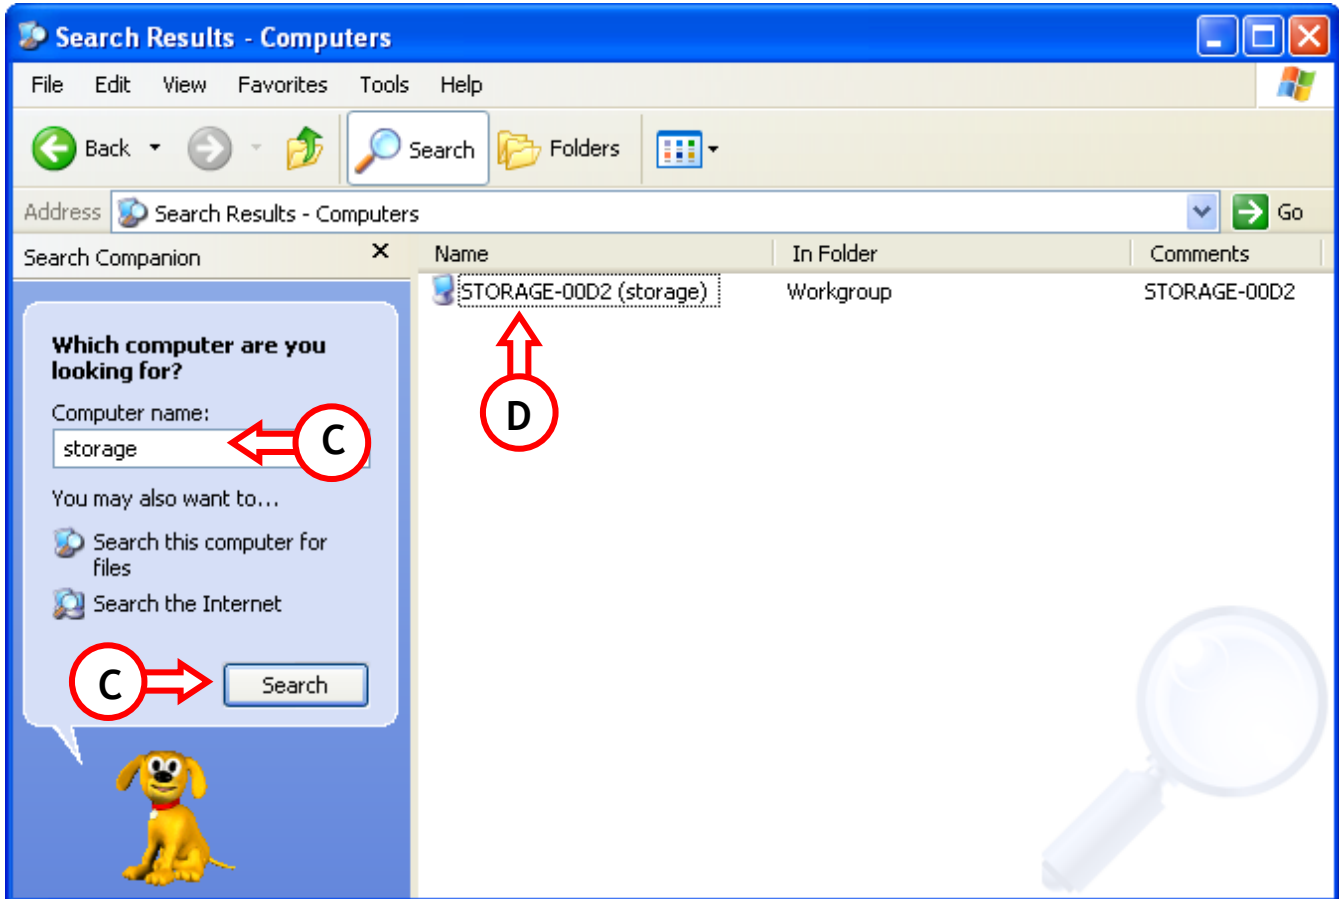 Search Results - Computers
File Edit View Favorites Tools Help
Back Search Folders
Address Search Results - Computers Go
Search Companion
Name In Folder Comments
STORAGE-00D2 (storage) Workgroup STORAGE-00D2
Which computer are you
looking for?
Computer name:
storage
C
D
You may also want to...
Search this computer for
files
Search the Internet
C
Search